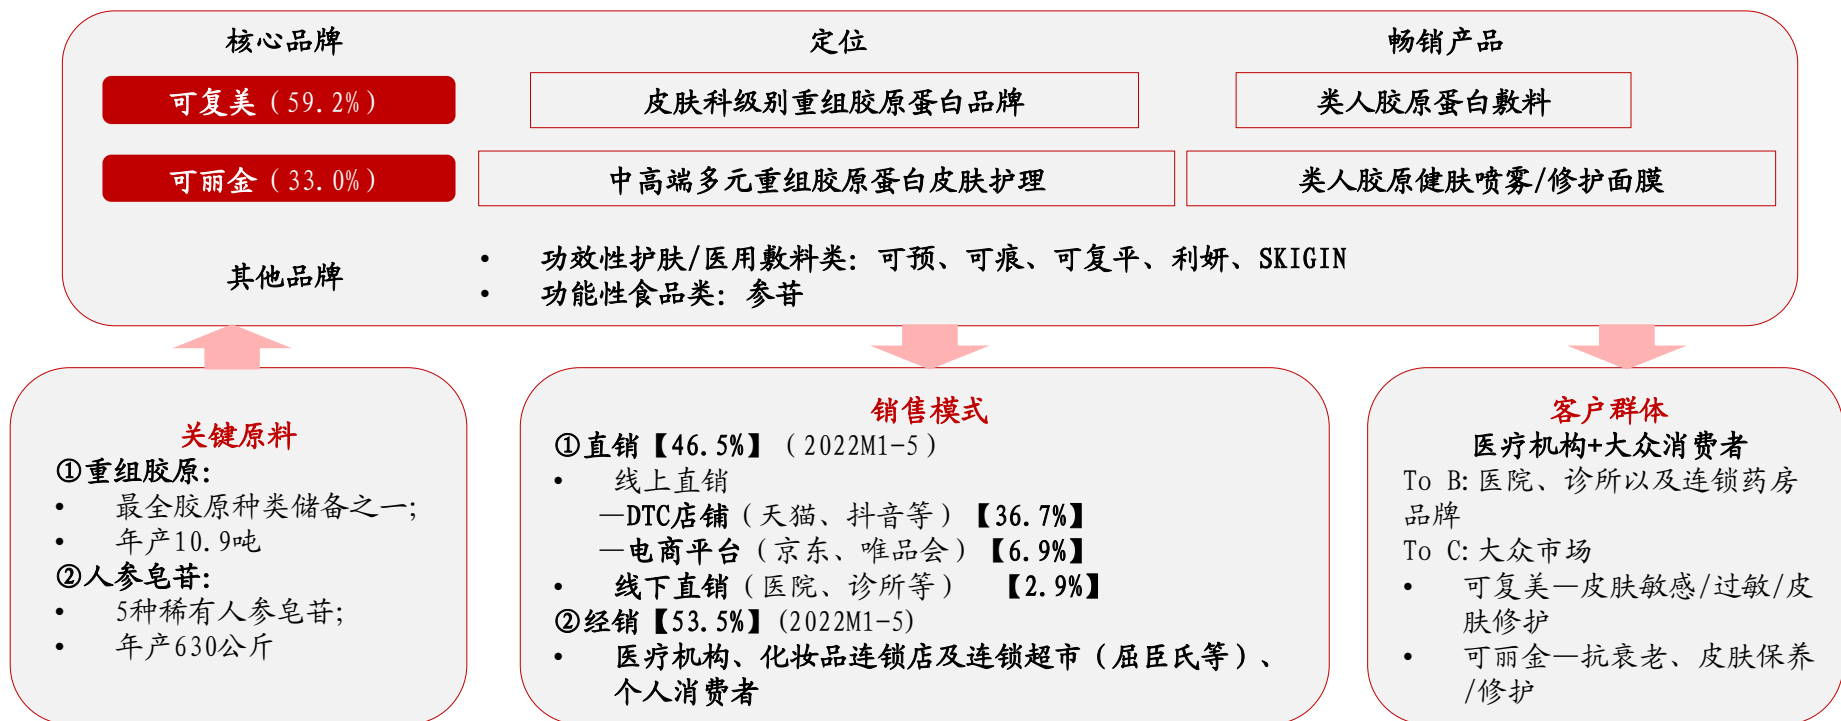 核心品牌 定位 畅销产品
可复美（59.2%） 皮肤科级别重组胶原蛋白品牌 类人胶原蛋白敷料
可丽金（33.0%） 中高端多元重组胶原蛋白皮肤护理 类人胶原健肤喷雾/修护面膜
其他品牌
• 功效性护肤/医用敷料类：可预、可痕、可复平、利妍、SKIGIN
• 功能性食品类：参苷
关键原料
①重组胶原：
• 最全胶原种类储备之一；
• 年产10.9吨
②人参皂苷：
• 5种稀有人参皂苷；
• 年产630公斤
销售模式
①直销【46.5%】（2022M1-5）
• 线上直销
—DTC店铺（天猫、抖音等）【36.7%】
—电商平台（京东、唯品会）【6.9%】
• 线下直销（医院、诊所等） 【2.9%】
②经销【53.5%】(2022M1-5)
• 医疗机构、化妆品连锁店及连锁超市（屈臣氏等）、
个人消费者
客户群体
医疗机构+大众消费者
To B:医院、诊所以及连锁药房
品牌
To C:大众市场
• 可复美—皮肤敏感/过敏/皮
肤修护
• 可丽金—抗衰老、皮肤保养
/修护